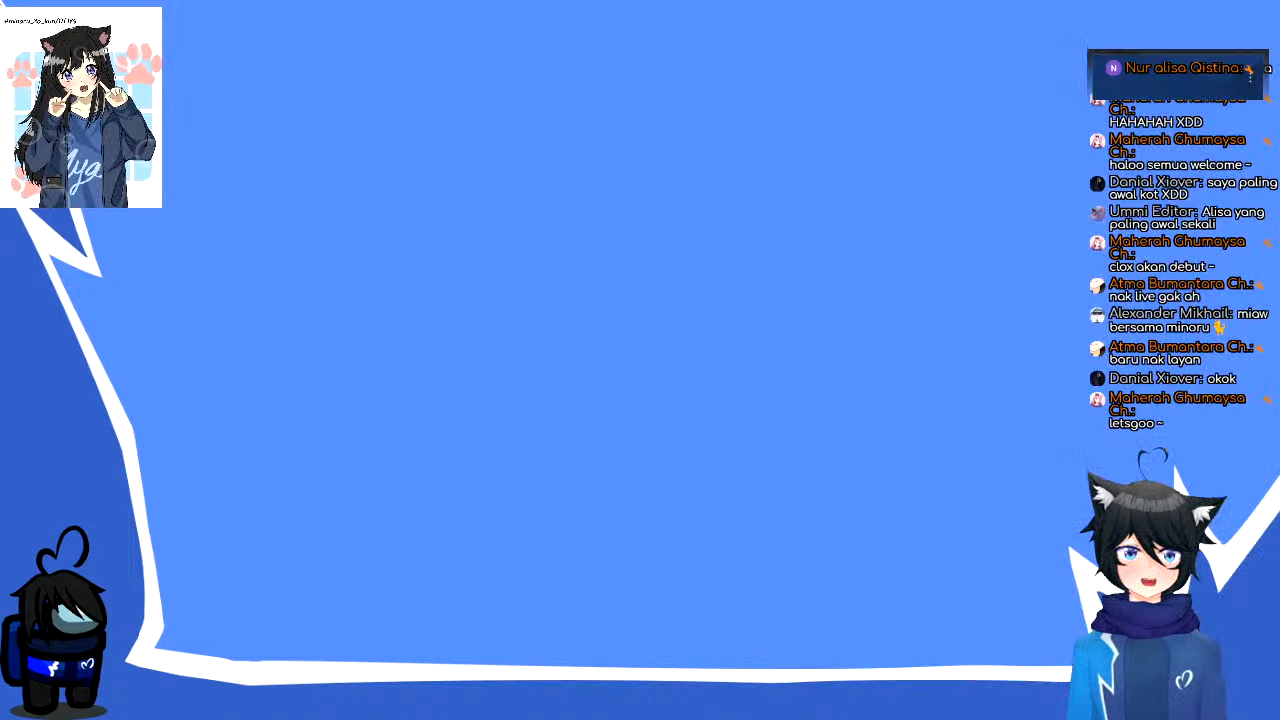 Nya
N Nur alisa Qistina: a
Ch.:
HAHAHAH XDD
Maherah Ghumaysa
Ch.:
haloo semua welcome ~
Danial Xiover: saya paling
awal kot XDD
Ummi Editor: Alisa yang
paling awal sekali
Maherah Ghumaysa
Ch.:
clox akan debut ~
Atma Bumantara Ch.:
nak live gak ah
Alexander Mikhail: miaw
bersama minoru 🐈
Atma Bumantara Ch.:
baru nak layan
Danial Xiover: okok
Maherah Ghumaysa
Ch.:
letsgoo ~